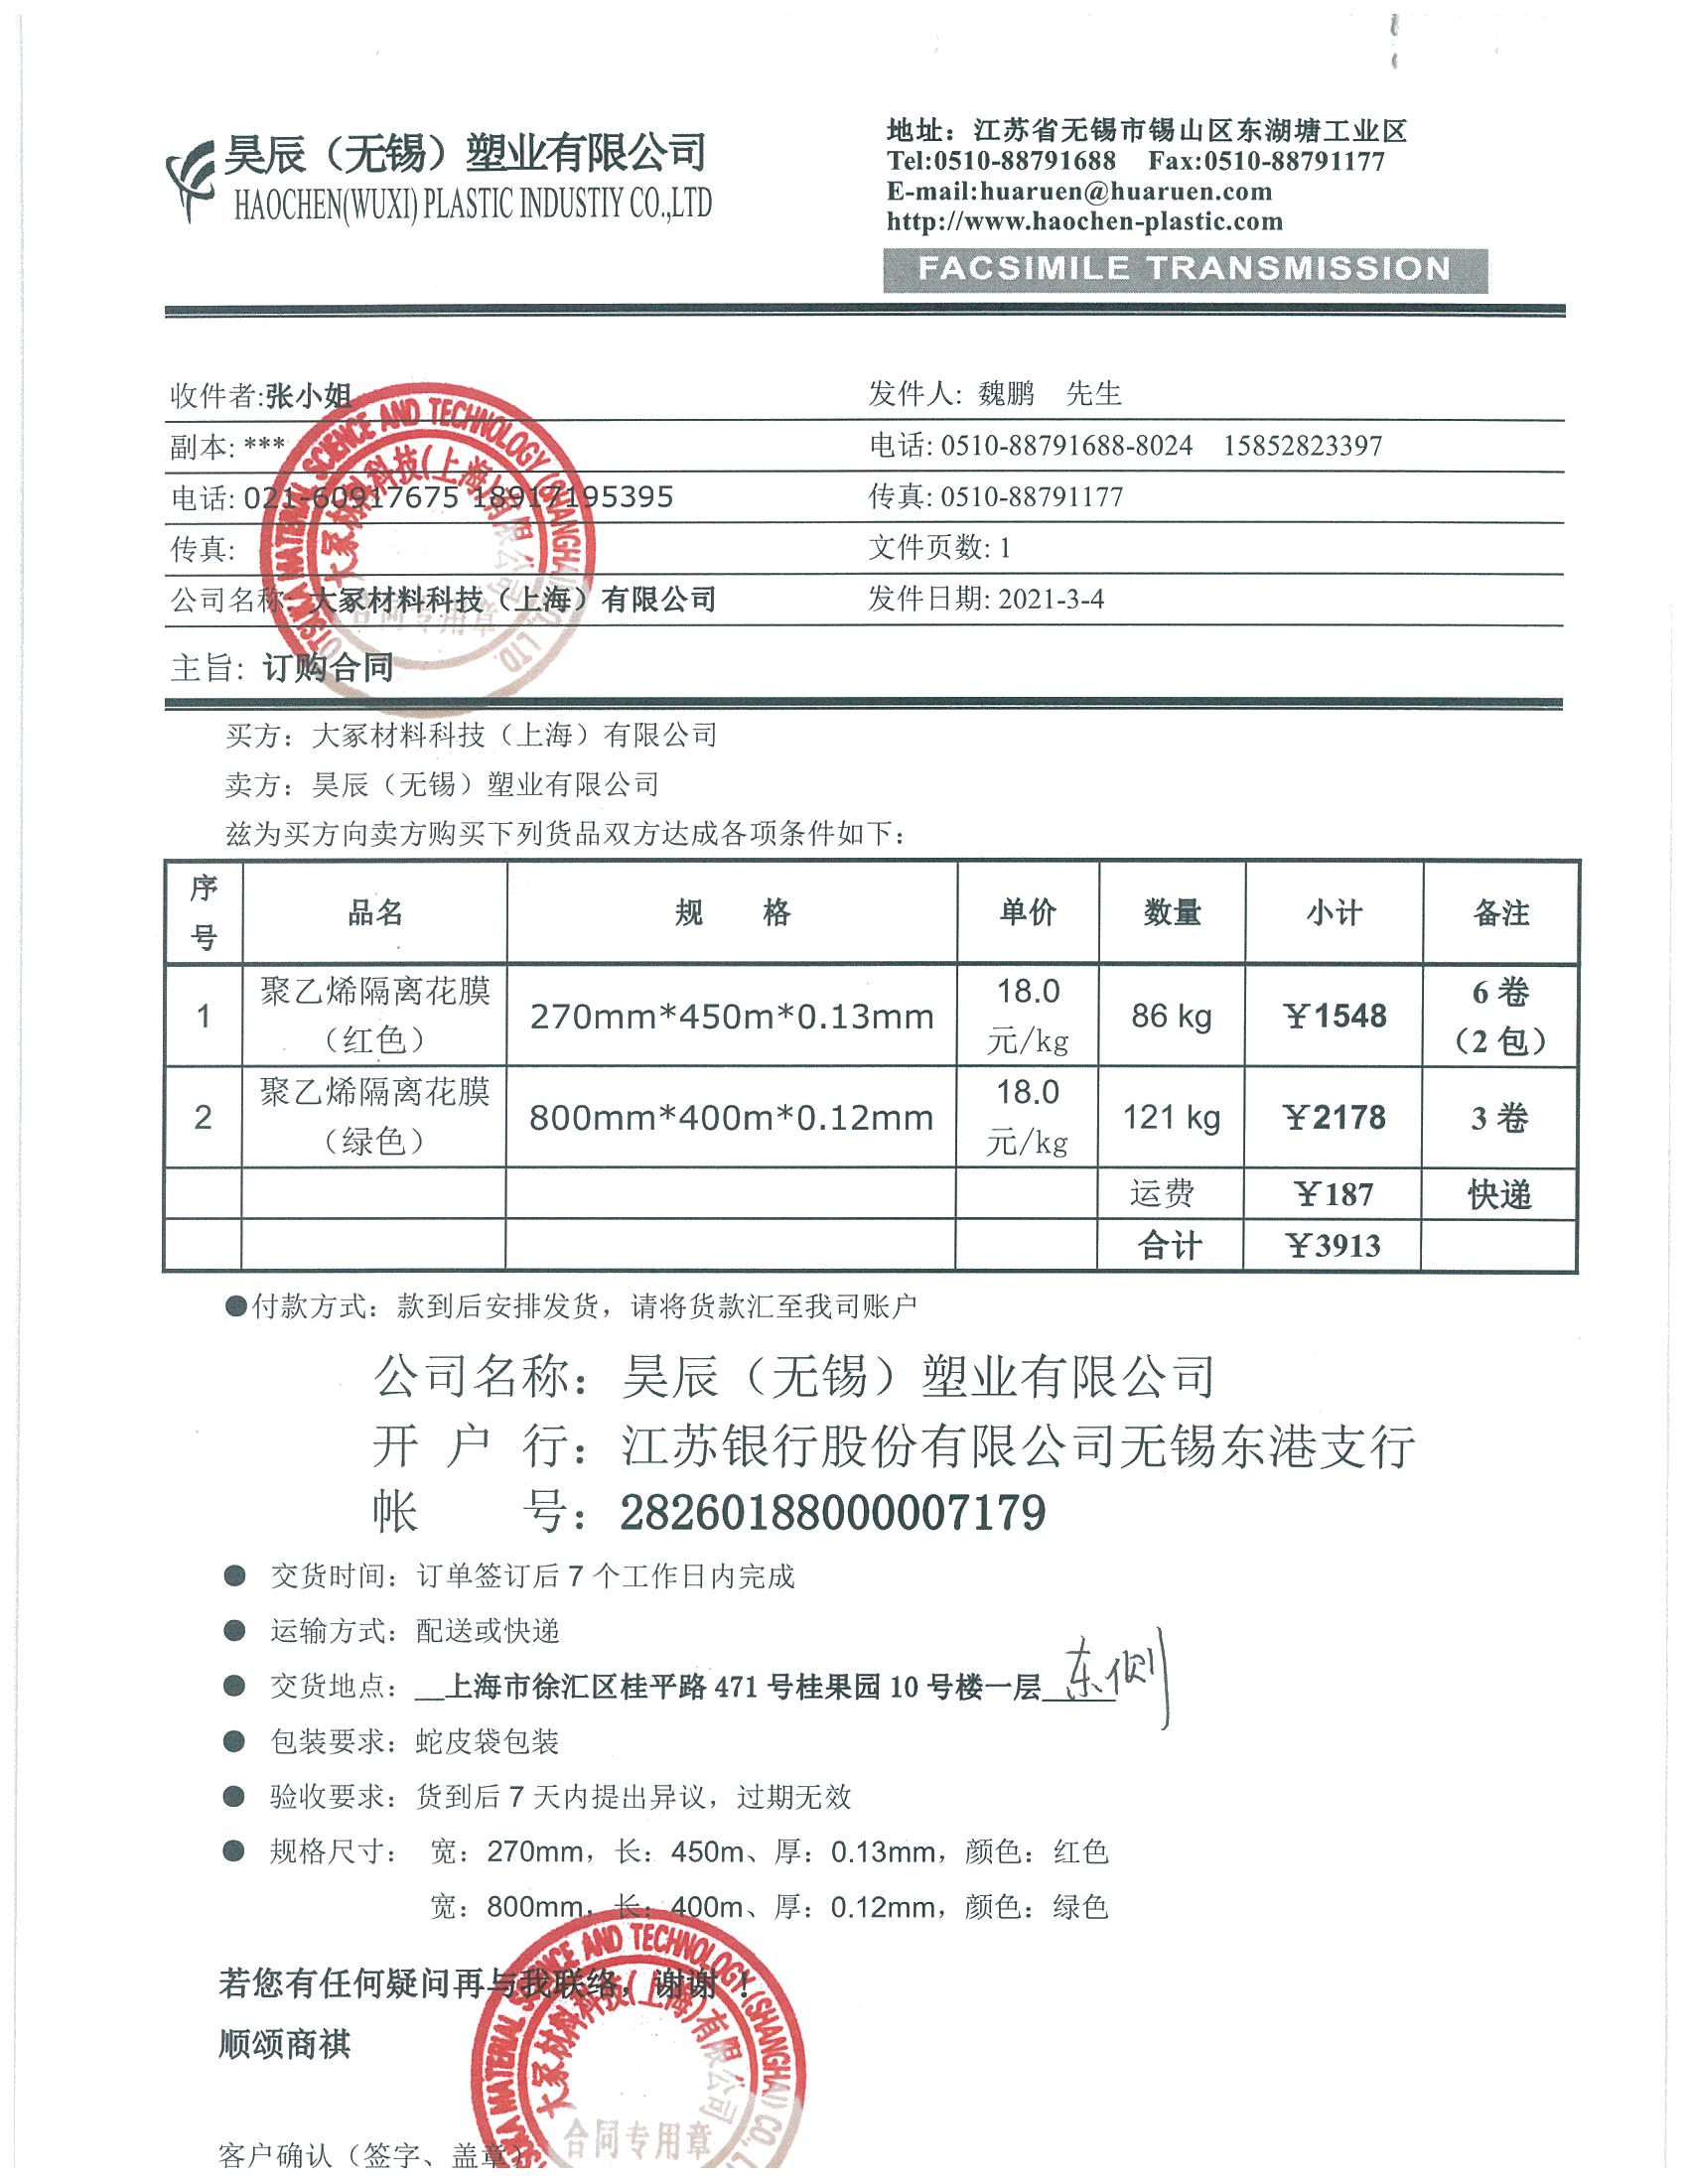 昊辰（无锡）塑业有限公司
HAOCHEN(WUXI) PLASTIC INDUSTIY CO.,LTD
地址：江苏省无锡市锡山区东湖塘工业区
Tel:0510-88791688 Fax:0510-88791177
E-mail:huaruen@huaruen.com
http://www.haochen-plastic.com
FACSIMILE TRANSMISSION
收件者:张小姐 发件人: 魏鹏 先生
副本: *** 电话: 0510-88791688-8024 15852823397
电话: 021-60917675 18917195395 传真: 0510-88791177
传真: 文件页数: 1
公司名称: 大冢材料科技（上海）有限公司 发件日期: 2021-3-4
主旨: 订购合同
OTSUKA MATERIAL SCIENCE AND TECHNOLOGY (SHANGHAI) CO., LTD.
大冢材料科技(上海)有限公司
合同专用章
买方：大冢材料科技（上海）有限公司
卖方：昊辰（无锡）塑业有限公司
兹为买方向卖方购买下列货品双方达成各项条件如下：
序号 品名 规 格 单价 数量 小计 备注
1 聚乙烯隔离花膜（红色） 270mm*450m*0.13mm 18.0元/kg 86 kg ￥1548 6 卷（2 包）
2 聚乙烯隔离花膜（绿色） 800mm*400m*0.12mm 18.0元/kg 121 kg ￥2178 3 卷
运费 ￥187 快递
合计 ￥3913
●付款方式：款到后安排发货，请将货款汇至我司账户
公司名称：昊辰（无锡）塑业有限公司
开 户 行：江苏银行股份有限公司无锡东港支行
帐 号：28260188000007179
● 交货时间：订单签订后 7 个工作日内完成
● 运输方式：配送或快递
● 交货地点：__上海市徐汇区桂平路 471 号桂果园 10 号楼一层 东侧
● 包装要求：蛇皮袋包装
● 验收要求：货到后 7 天内提出异议，过期无效
● 规格尺寸： 宽：270mm，长：450m、厚：0.13mm，颜色：红色
宽：800mm，长：400m、厚：0.12mm，颜色：绿色
若您有任何疑问再与我联络，谢谢！
顺颂商祺
客户确认（签字、盖章）
OTSUKA MATERIAL SCIENCE AND TECHNOLOGY (SHANGHAI) CO., L
大冢材料科技(上海)有限公司
合同专用章